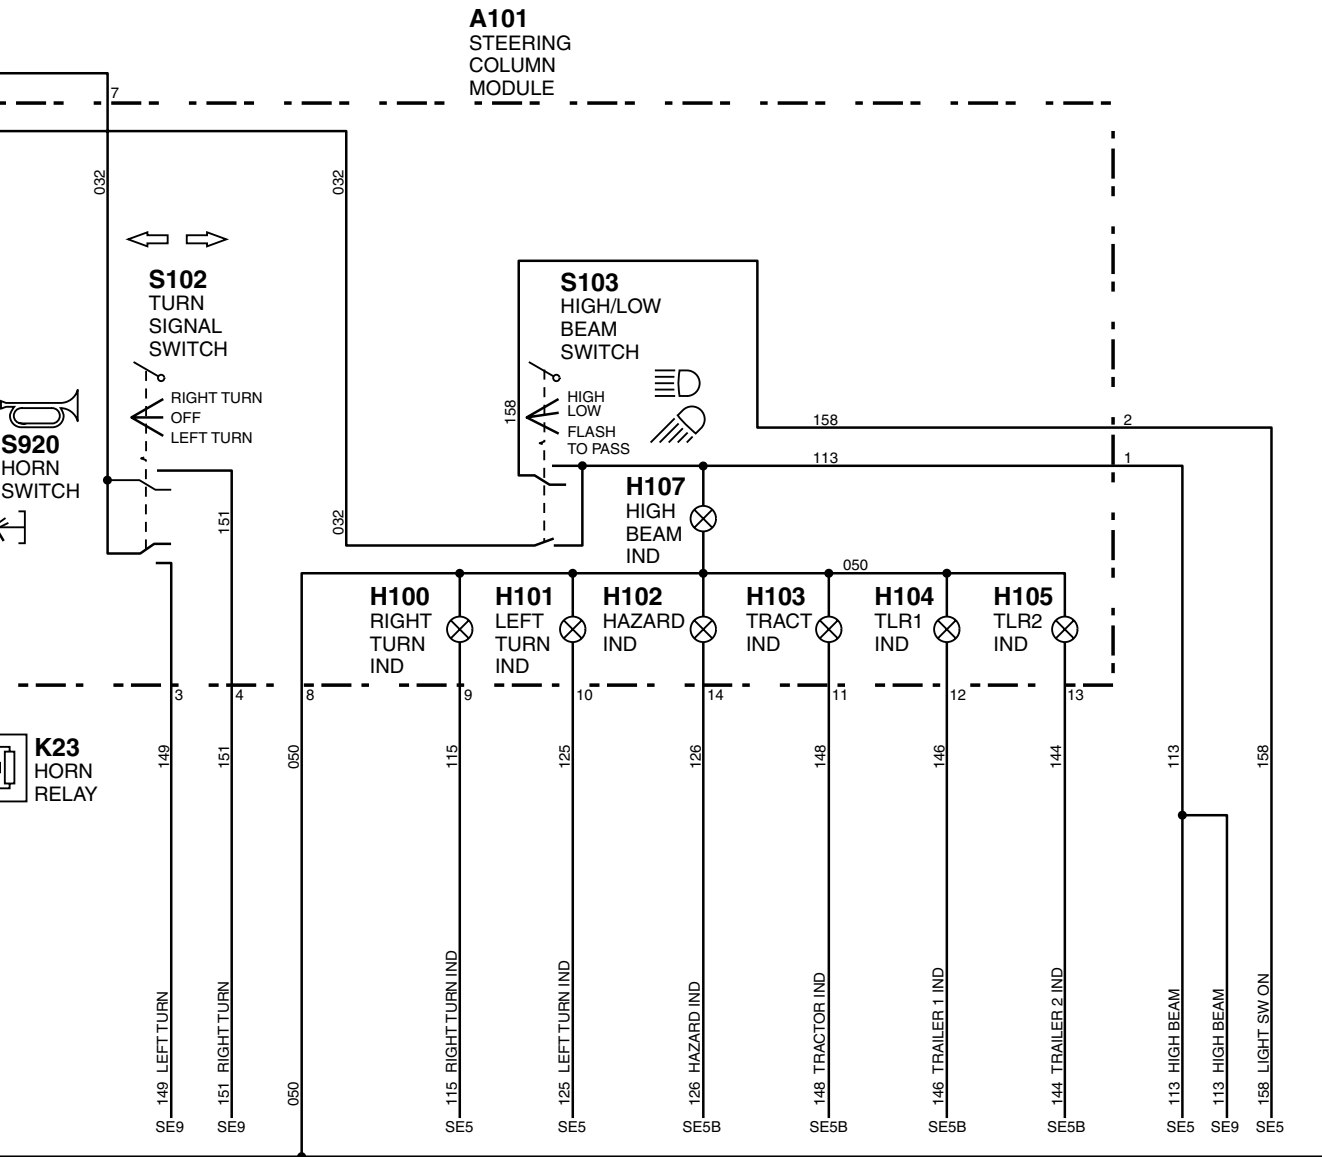 A101
STEERING
COLUMN
MODULE
7
032
032
S102
TURN
SIGNAL
SWITCH
RIGHT TURN
OFF
LEFT TURN
S103
HIGH/LOW
BEAM
SWITCH
HIGH
LOW
FLASH
TO PASS
158
158
2
113
1
S920
HORN
SWITCH
151
032
H107
HIGH
BEAM
IND
050
H100
RIGHT
TURN
IND
H101
LEFT
TURN
IND
H102
HAZARD
IND
H103
TRACT
IND
H104
TLR1
IND
H105
TLR2
IND
3
4
8
9
10
14
11
12
13
K23
HORN
RELAY
149
151
050
115
125
126
148
146
144
113
158
149 LEFT TURN
151 RIGHT TURN
050
115 RIGHT TURN IND
125 LEFT TURN IND
126 HAZARD IND
148 TRACTOR IND
146 TRAILER 1 IND
144 TRAILER 2 IND
113 HIGH BEAM
113 HIGH BEAM
158 LIGHT SW ON
SE9
SE9
SE5
SE5
SE5B
SE5B
SE5B
SE5B
SE5
SE9
SE5